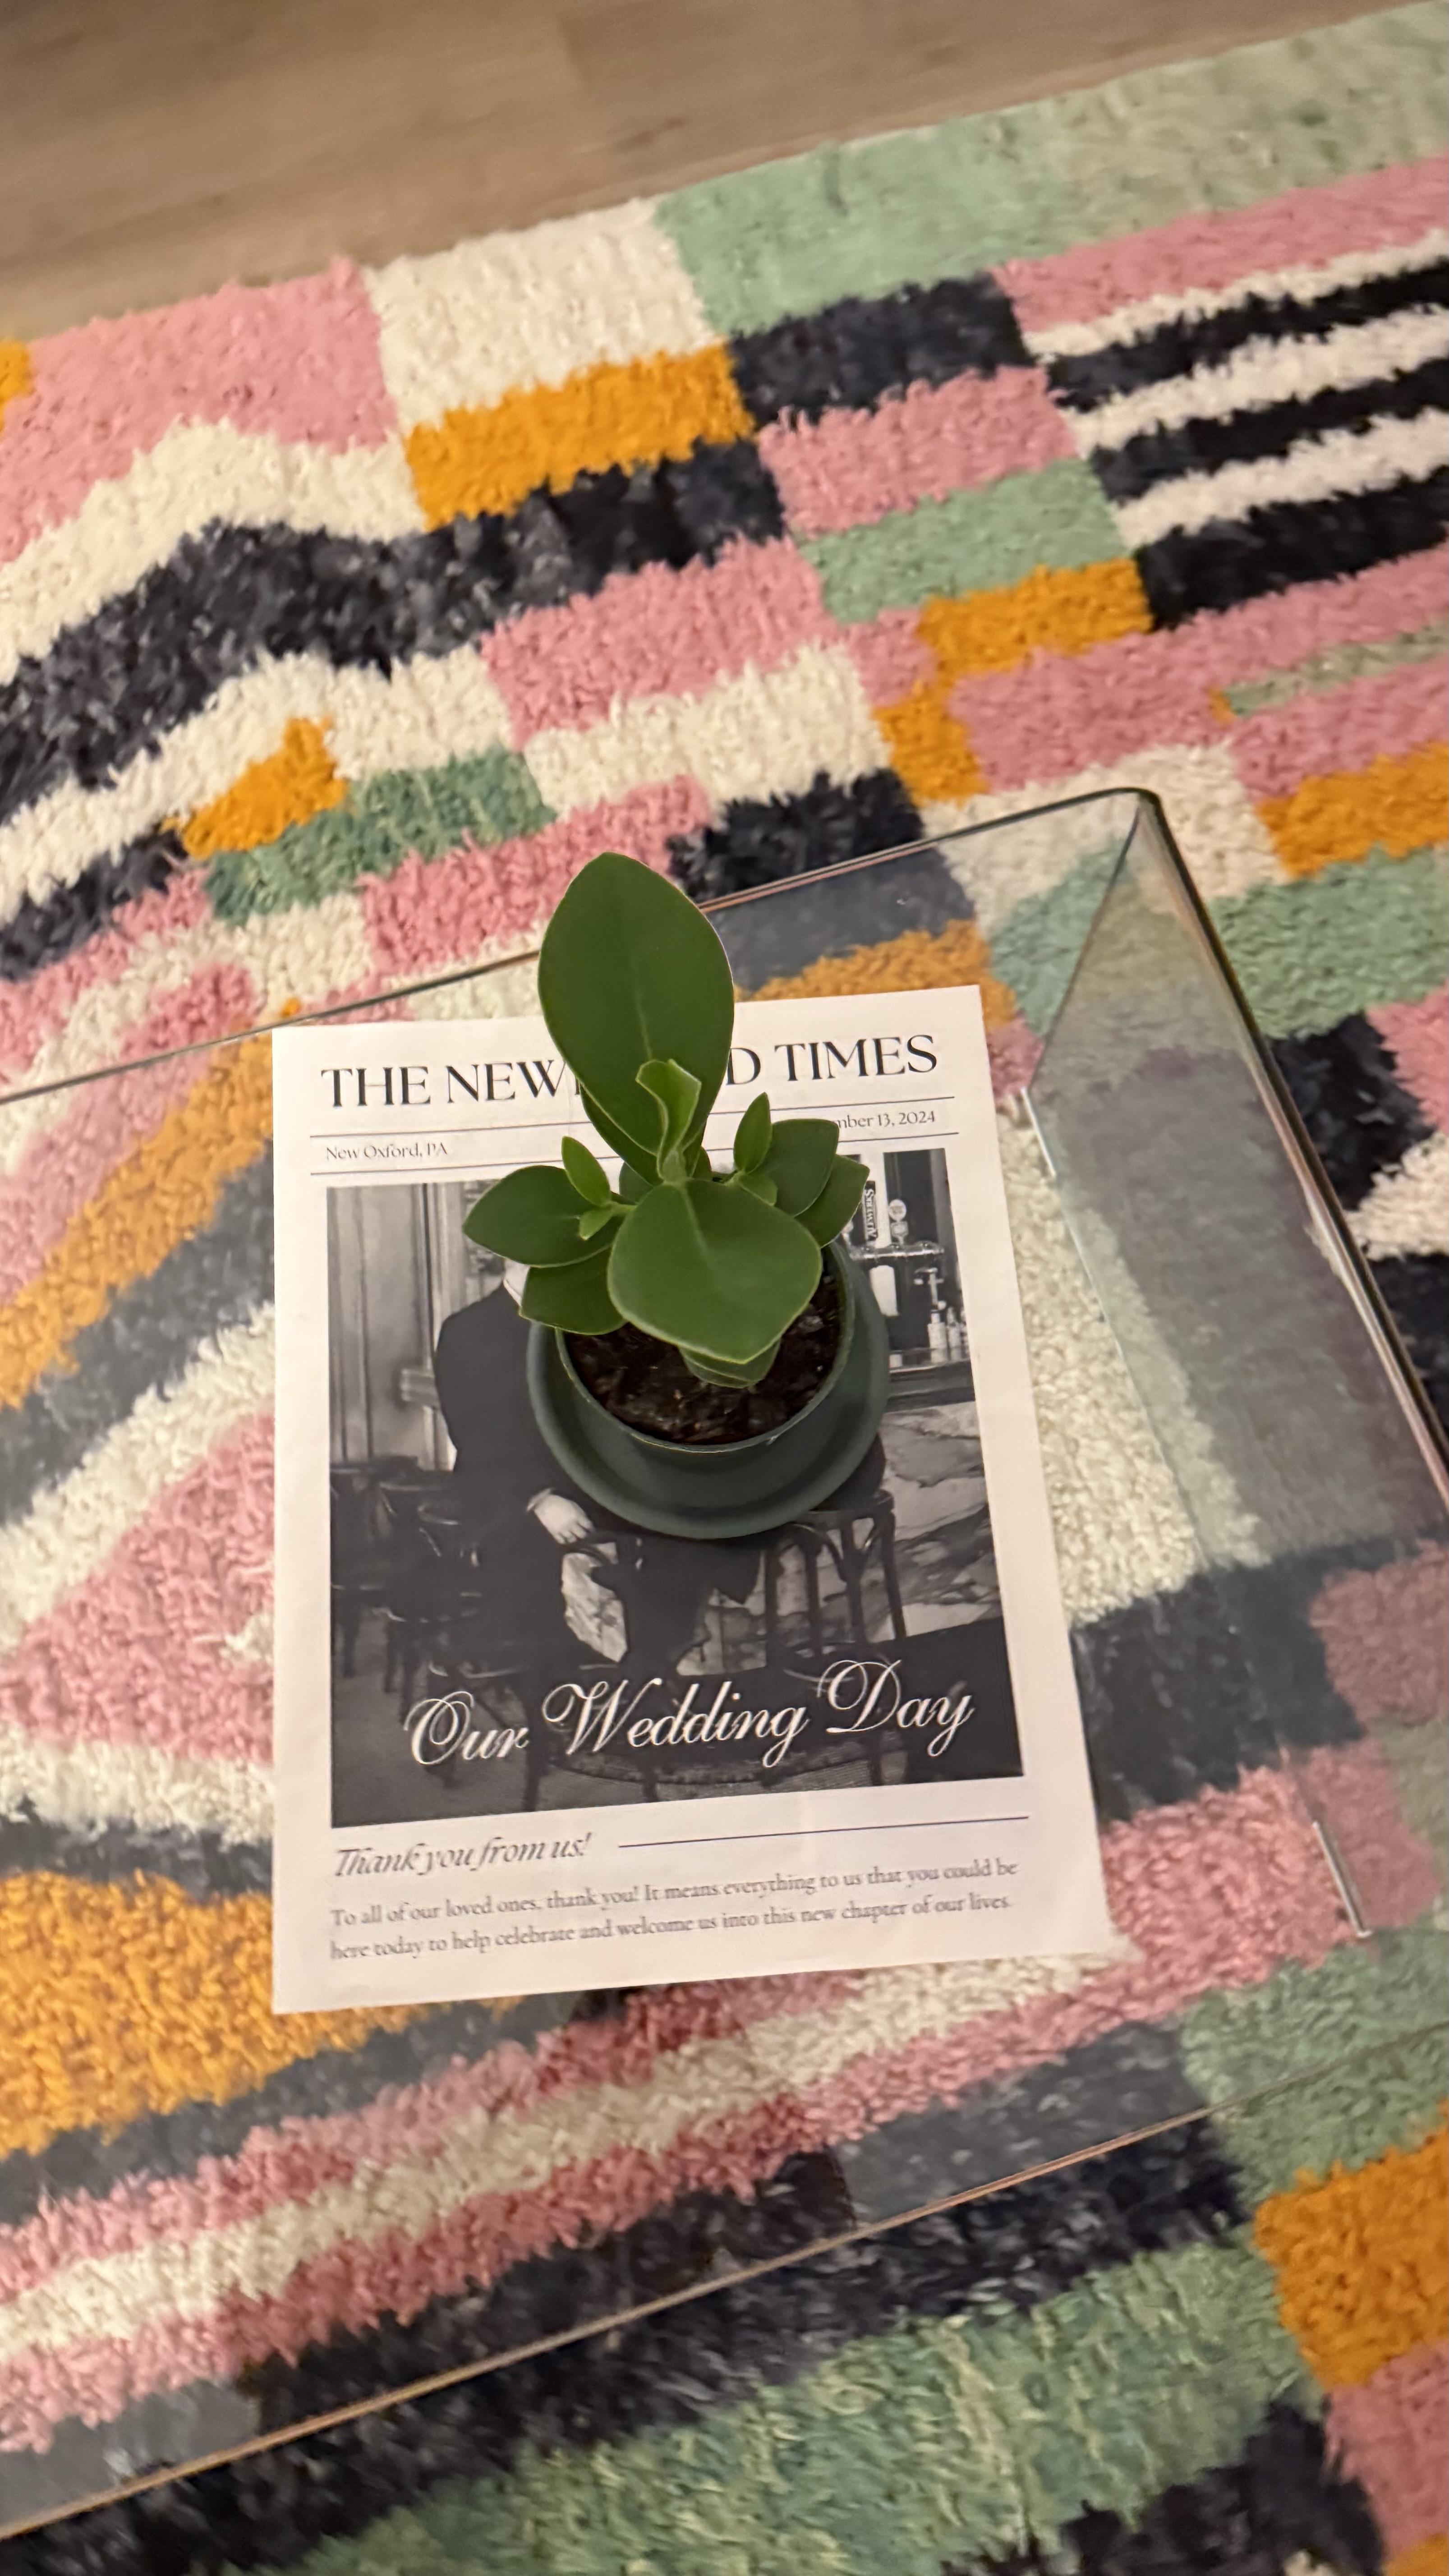 THE NEW D TIMES
New Oxford, PA mber 13, 2024
Our Wedding Day
Thank you from us!
To all of our loved ones, thank you! It means everything to us that you could be
here today to help celebrate and welcome us into this new chapter of our lives.